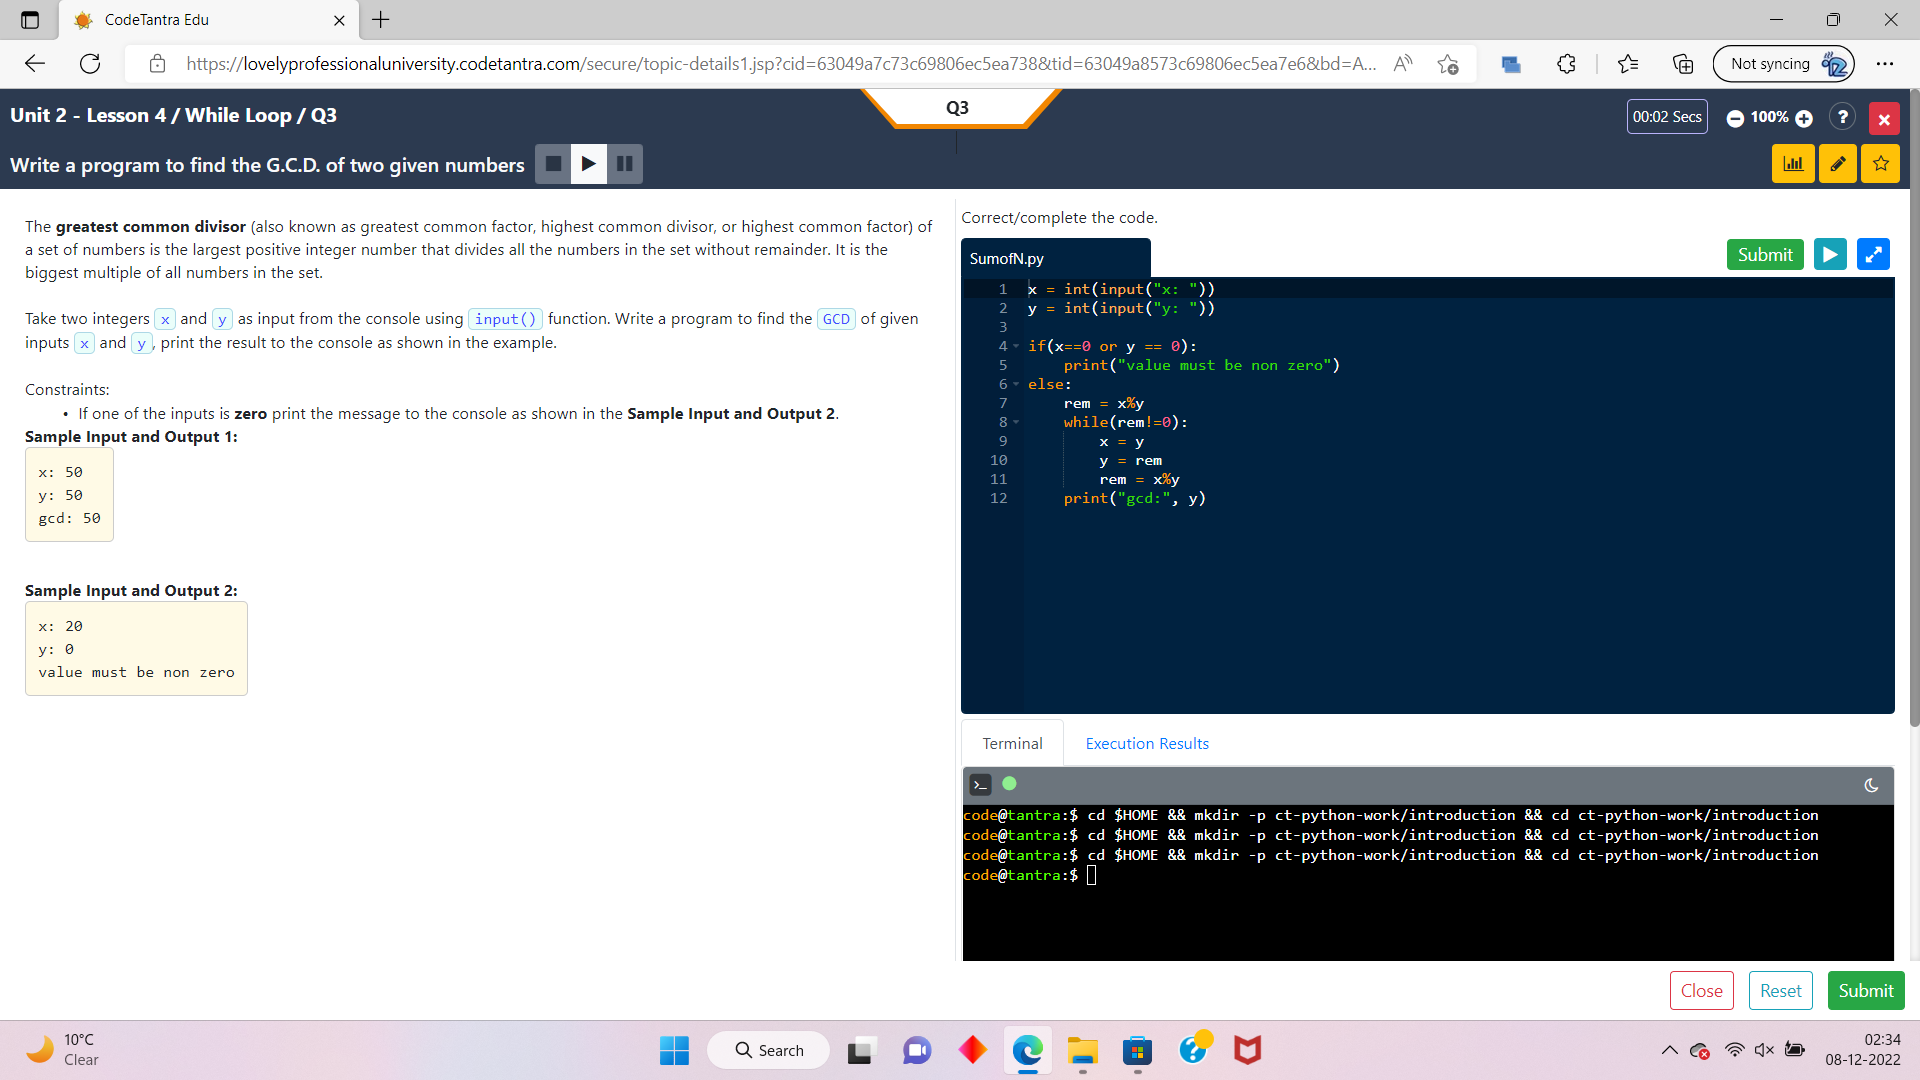 CodeTantra Edu
https://lovelyprofessionaluniversity.codetantra.com/secure/topic-details1.jsp?cid=63049a7c73c69806ec5ea738&tid=63049a8573c69806ec5ea7e6&bd=A...
Not syncing
Unit 2 - Lesson 4 / While Loop / Q3
Q3
00:02 Secs
100%
?
Write a program to find the G.C.D. of two given numbers
The greatest common divisor (also known as greatest common factor, highest common divisor, or highest common factor) of
a set of numbers is the largest positive integer number that divides all the numbers in the set without remainder. It is the
biggest multiple of all numbers in the set.
Take two integers x and y as input from the console using input() function. Write a program to find the GCD of given
inputs x and y, print the result to the console as shown in the example.
Constraints:
• If one of the inputs is zero print the message to the console as shown in the Sample Input and Output 2.
Sample Input and Output 1:
x: 50
y: 50
gcd: 50
Sample Input and Output 2:
x: 20
y: 0
value must be non zero
Correct/complete the code.
SumofN.py
Submit
1 x = int(input("x: "))
2 y = int(input("y: "))
3
4 if(x==0 or y == 0):
5 print("value must be non zero")
6 else:
7 rem = x%y
8 while(rem!=0):
9 x = y
10 y = rem
11 rem = x%y
12 print("gcd:", y)
Terminal
Execution Results
code@tantra:$ cd $HOME && mkdir -p ct-python-work/introduction && cd ct-python-work/introduction
code@tantra:$ cd $HOME && mkdir -p ct-python-work/introduction && cd ct-python-work/introduction
code@tantra:$ cd $HOME && mkdir -p ct-python-work/introduction && cd ct-python-work/introduction
code@tantra:$
Close
Reset
Submit
10°C
Clear
Search
02:34
08-12-2022